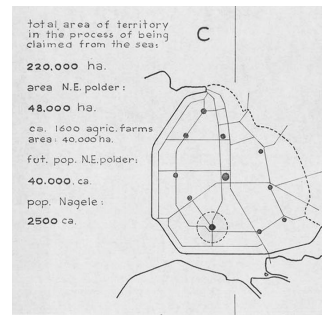 total area of territory
in the process of being
claimed from the sea:
220.000 ha.
area N.E. polder:
48.000 ha.
ca. 1600 agric. farms
area: 40.000 ha.
fut. pop. N.E. polder:
40.000. ca.
pop. Nagele:
2500 ca.
C